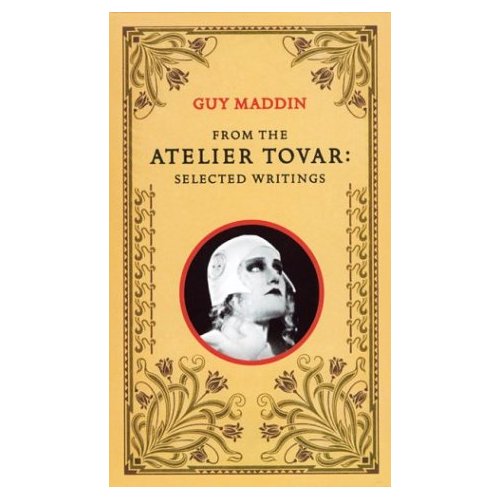 GUY MADDIN
FROM THE
ATELIER TOVAR:
SELECTED WRITINGS